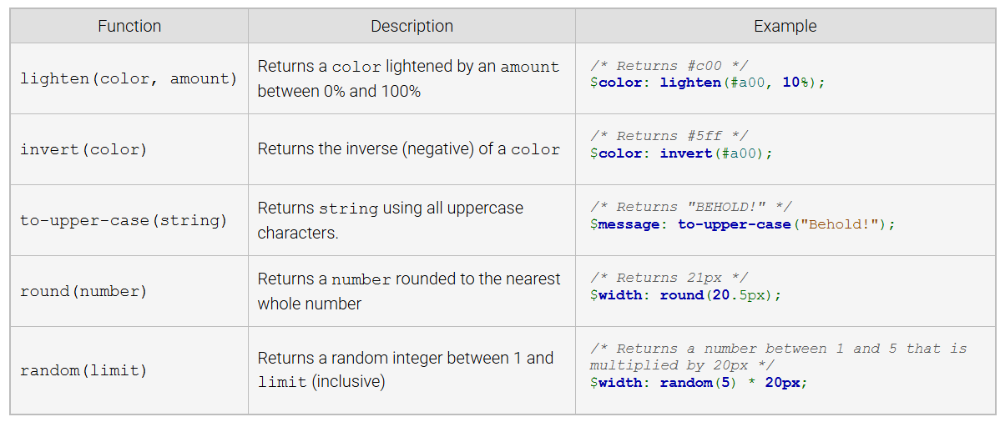 Function Description Example
lighten(color, amount)
Returns a color lightened by an amount
between 0% and 100%
/* Returns #c00 */
$color: lighten(#a00, 10%);
invert(color)
Returns the inverse (negative) of a color
/* Returns #5ff */
$color: invert(#a00);
to-upper-case(string)
Returns string using all uppercase
characters.
/* Returns "BEHOLD!" */
$message: to-upper-case("Behold!");
round(number)
Returns a number rounded to the nearest
whole number
/* Returns 21px */
$width: round(20.5px);
random(limit)
Returns a random integer between 1 and
limit (inclusive)
/* Returns a number between 1 and 5 that is
multiplied by 20px */
$width: random(5) * 20px;